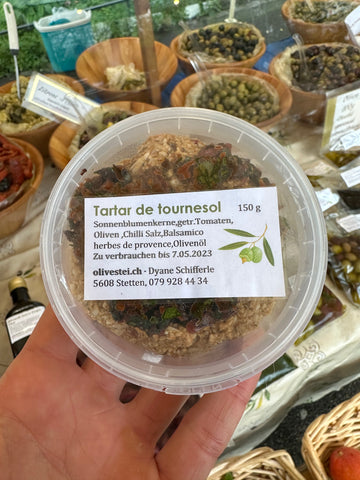 Tartar de tournesol 150 g
Sonnenblumenkerne,getr.Tomaten,
Oliven ,Chilli Salz,Balsamico
herbes de provence,Olivenöl
Zu verbrauchen bis 7.05.2023
olivestei.ch - Dyane Schifferle
5608 Stetten, 079 928 44 34